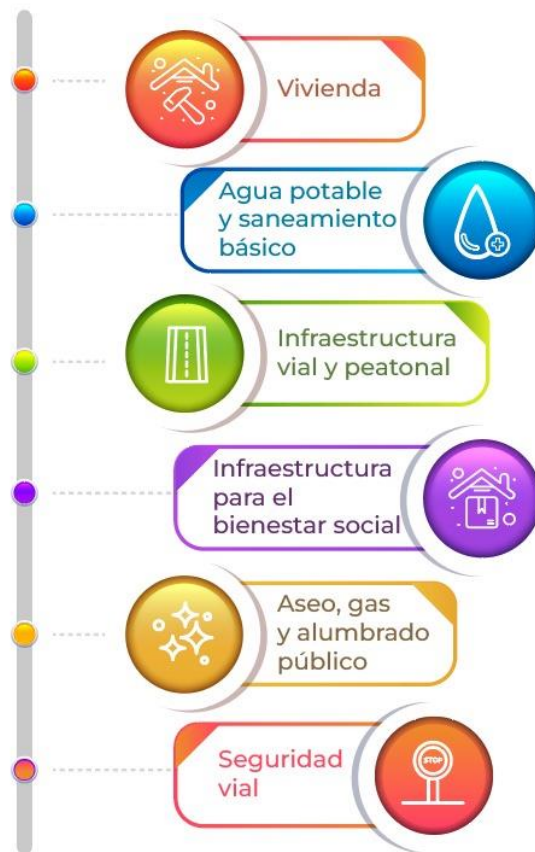 Vivienda
Agua potable
y saneamiento
básico
Infraestructura
vial y peatonal
Infraestructura
para el
bienestar social
Aseo, gas
y alumbrado
público
Seguridad
vial
STOP